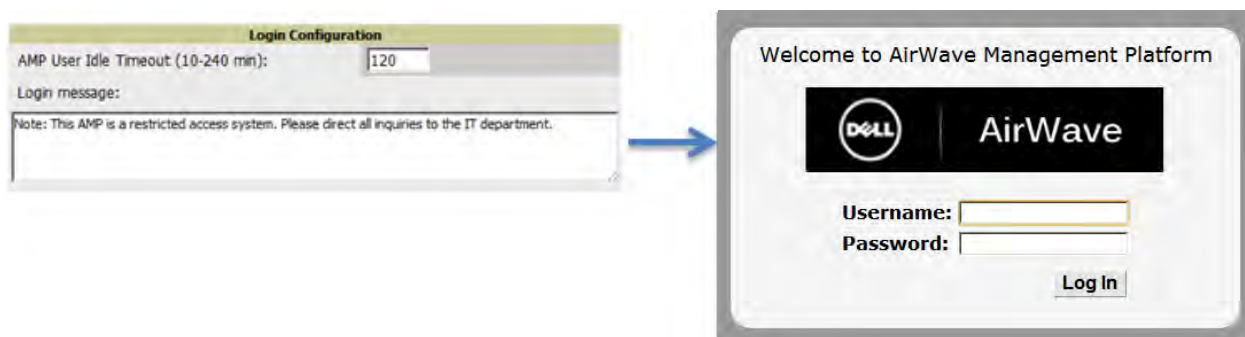 Login Configuration
AMP User Idle Timeout (10-240 min):
120
Login message:
Note: This AMP is a restricted access system. Please direct all inquiries to the IT department.
Welcome to AirWave Management Platform
DELL
AirWave
Username:
Password:
Log In